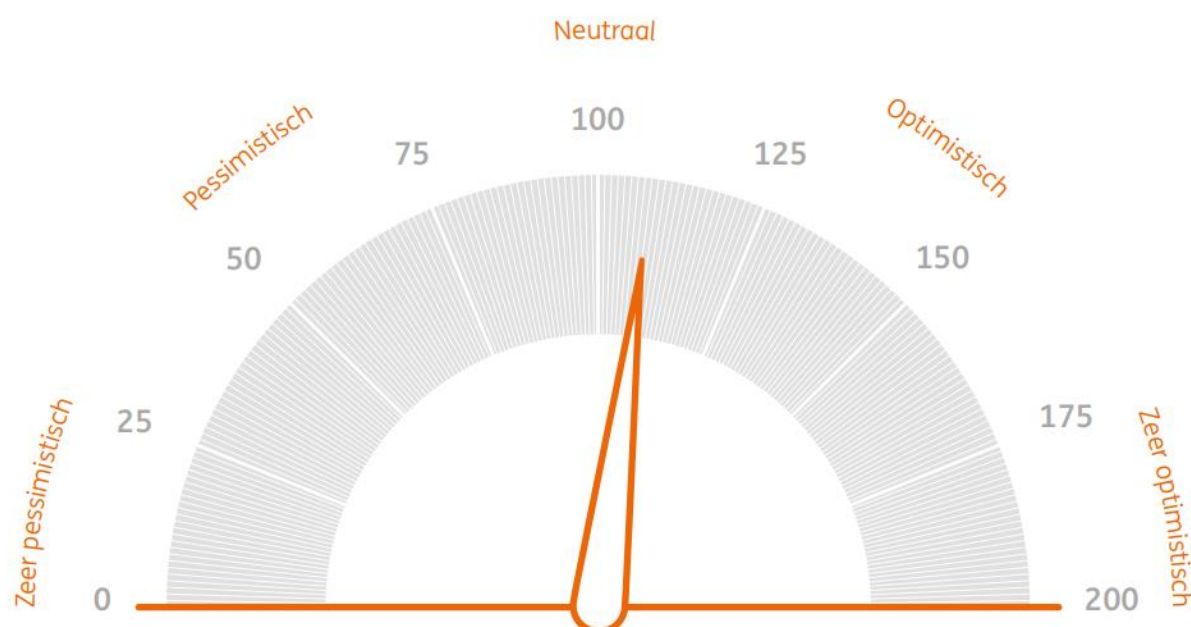 Neutraal
100
Pessimistisch
Optimistisch
75
125
50
150
Zeer pessimistisch
25
175
Zeer optimistisch
0
200